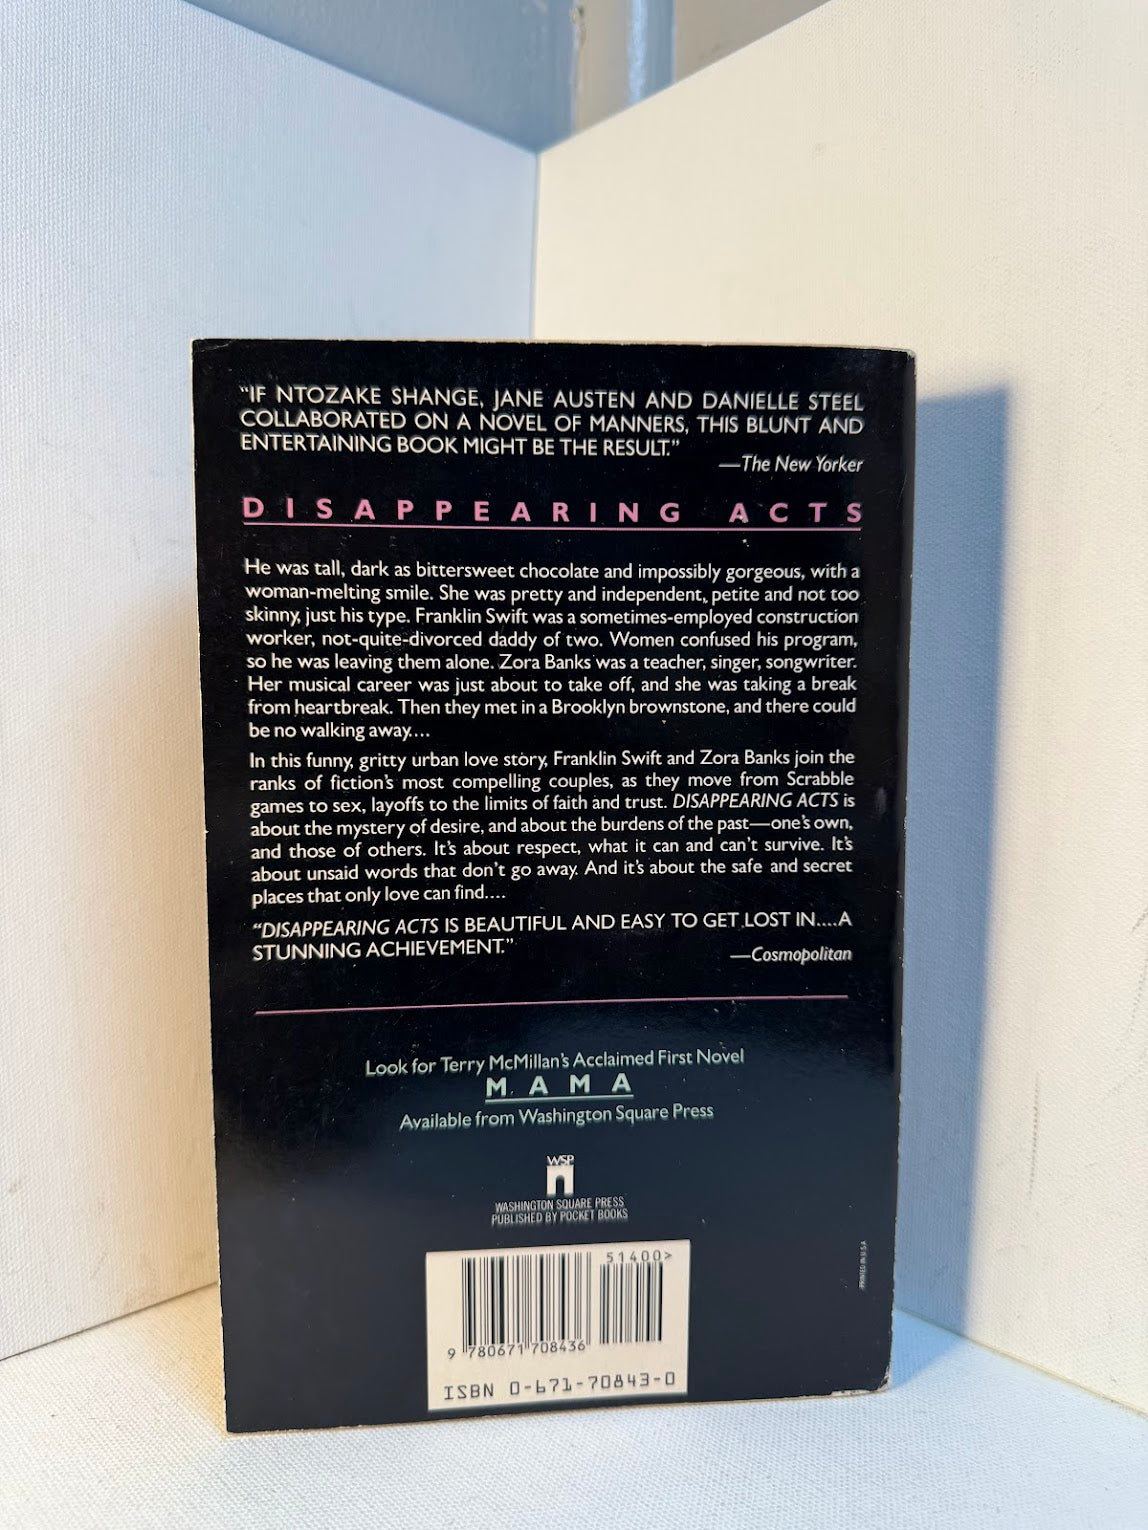 "IF NTOZAKE SHANGE, JANE AUSTEN AND DANIELLE STEEL
COLLABORATED ON A NOVEL OF MANNERS, THIS BLUNT AND
ENTERTAINING BOOK MIGHT BE THE RESULT."
—The New Yorker
DISAPPEARING ACTS
He was tall, dark as bittersweet chocolate and impossibly gorgeous, with a
woman-melting smile. She was pretty and independent, petite and not too
skinny, just his type. Franklin Swift was a sometimes-employed construction
worker, not-quite-divorced daddy of two. Women confused his program,
so he was leaving them alone. Zora Banks was a teacher, singer, songwriter.
Her musical career was just about to take off, and she was taking a break
from heartbreak. Then they met in a Brooklyn brownstone, and there could
be no walking away....
In this funny, gritty urban love story, Franklin Swift and Zora Banks join the
ranks of fiction's most compelling couples, as they move from Scrabble
games to sex, layoffs to the limits of faith and trust. DISAPPEARING ACTS is
about the mystery of desire, and about the burdens of the past—one's own,
and those of others. It's about respect, what it can and can't survive. It's
about unsaid words that don't go away. And it's about the safe and secret
places that only love can find....
"DISAPPEARING ACTS IS BEAUTIFUL AND EASY TO GET LOST IN....A
STUNNING ACHIEVEMENT."
—Cosmopolitan
Look for Terry McMillan's Acclaimed First Novel
MAMA
Available from Washington Square Press
WSP
WASHINGTON SQUARE PRESS
PUBLISHED BY POCKET BOOKS
PRINTED IN U.S.A.
51400>
9 780671 708436
ISBN 0-671-70843-0